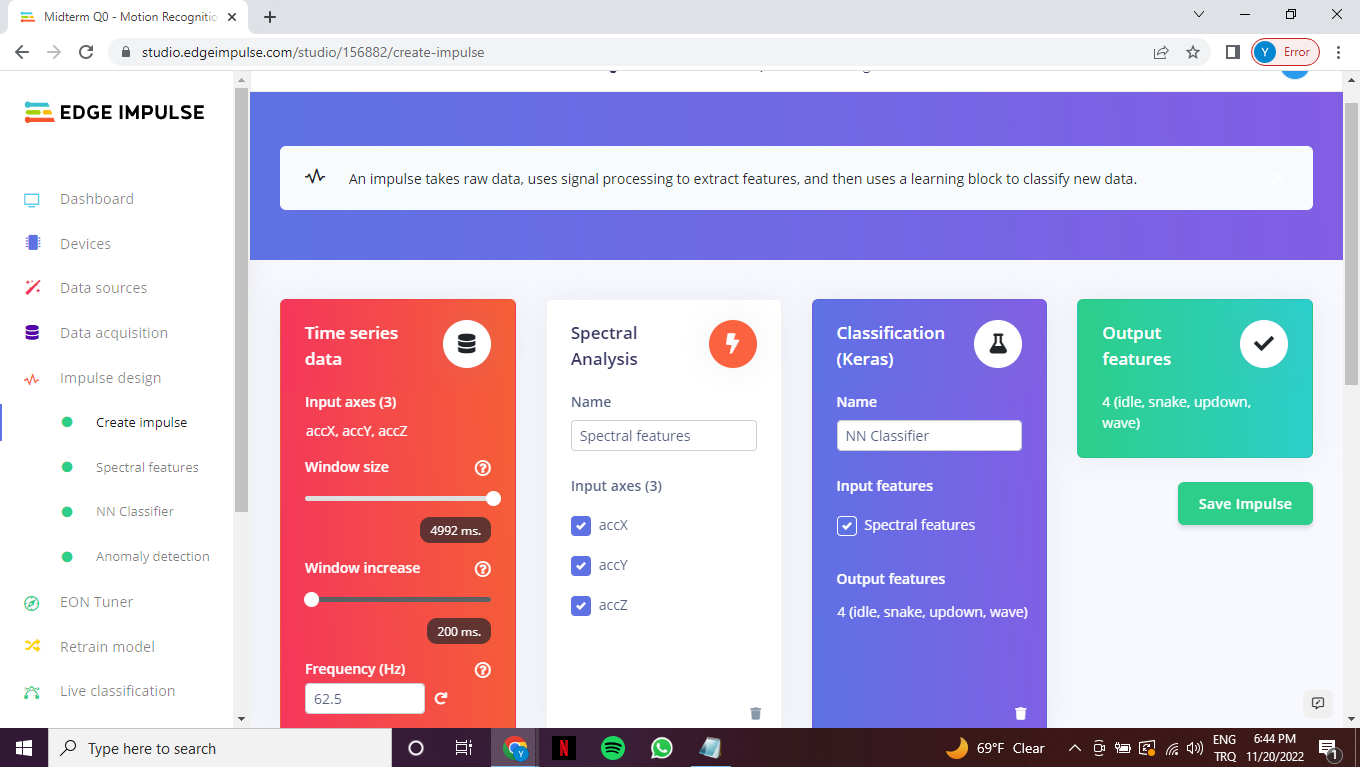 Midterm Q0 - Motion Recognitio
studio.edgeimpulse.com/studio/156882/create-impulse
Y
Error
EDGE IMPULSE
Dashboard
Devices
Data sources
Data acquisition
Impulse design
Create impulse
Spectral features
NN Classifier
Anomaly detection
EON Tuner
Retrain model
Live classification
An impulse takes raw data, uses signal processing to extract features, and then uses a learning block to classify new data.
Time series
data
Input axes (3)
accX, accY, accZ
Window size
4992 ms.
Window increase
200 ms.
Frequency (Hz)
62.5
Spectral
Analysis
Name
Spectral features
Input axes (3)
accX
accY
accZ
Classification
(Keras)
Name
NN Classifier
Input features
Spectral features
Output features
4 (idle, snake, updown, wave)
Output
features
4 (idle, snake, updown,
wave)
Save Impulse
Type here to search
Y
N
69°F Clear
ENG
TRQ
6:44 PM
11/20/2022
1